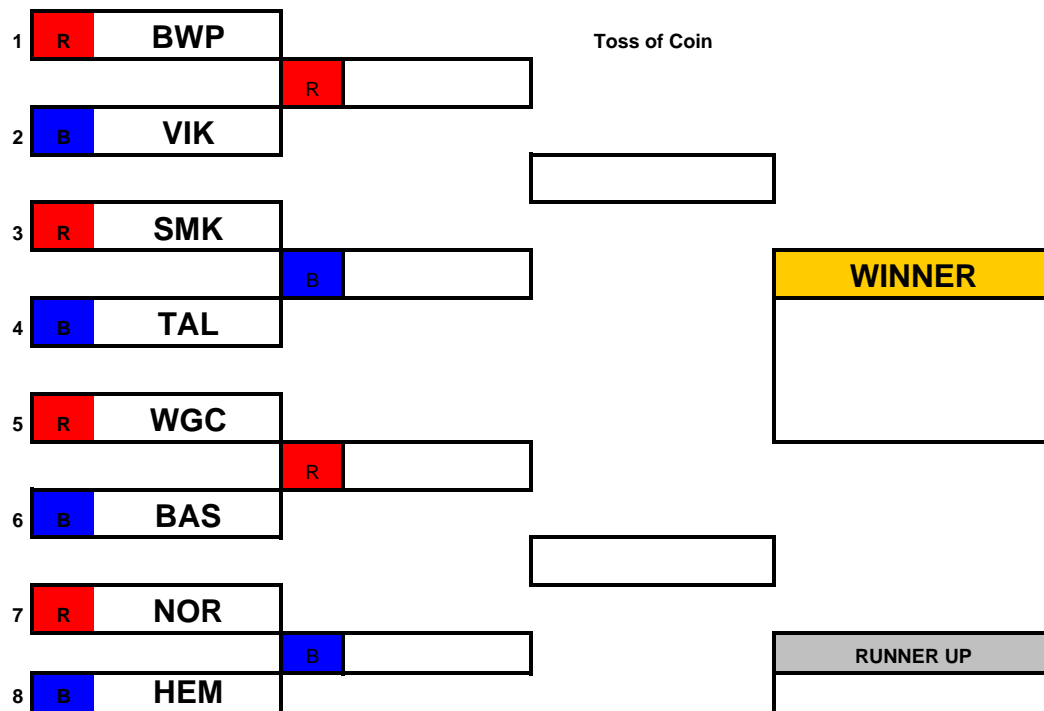 1 R BWP
Toss of Coin
R
2 B VIK
3 R SMK
B
WINNER
4 B TAL
5 R WGC
R
6 B BAS
7 R NOR
B
RUNNER UP
8 B HEM